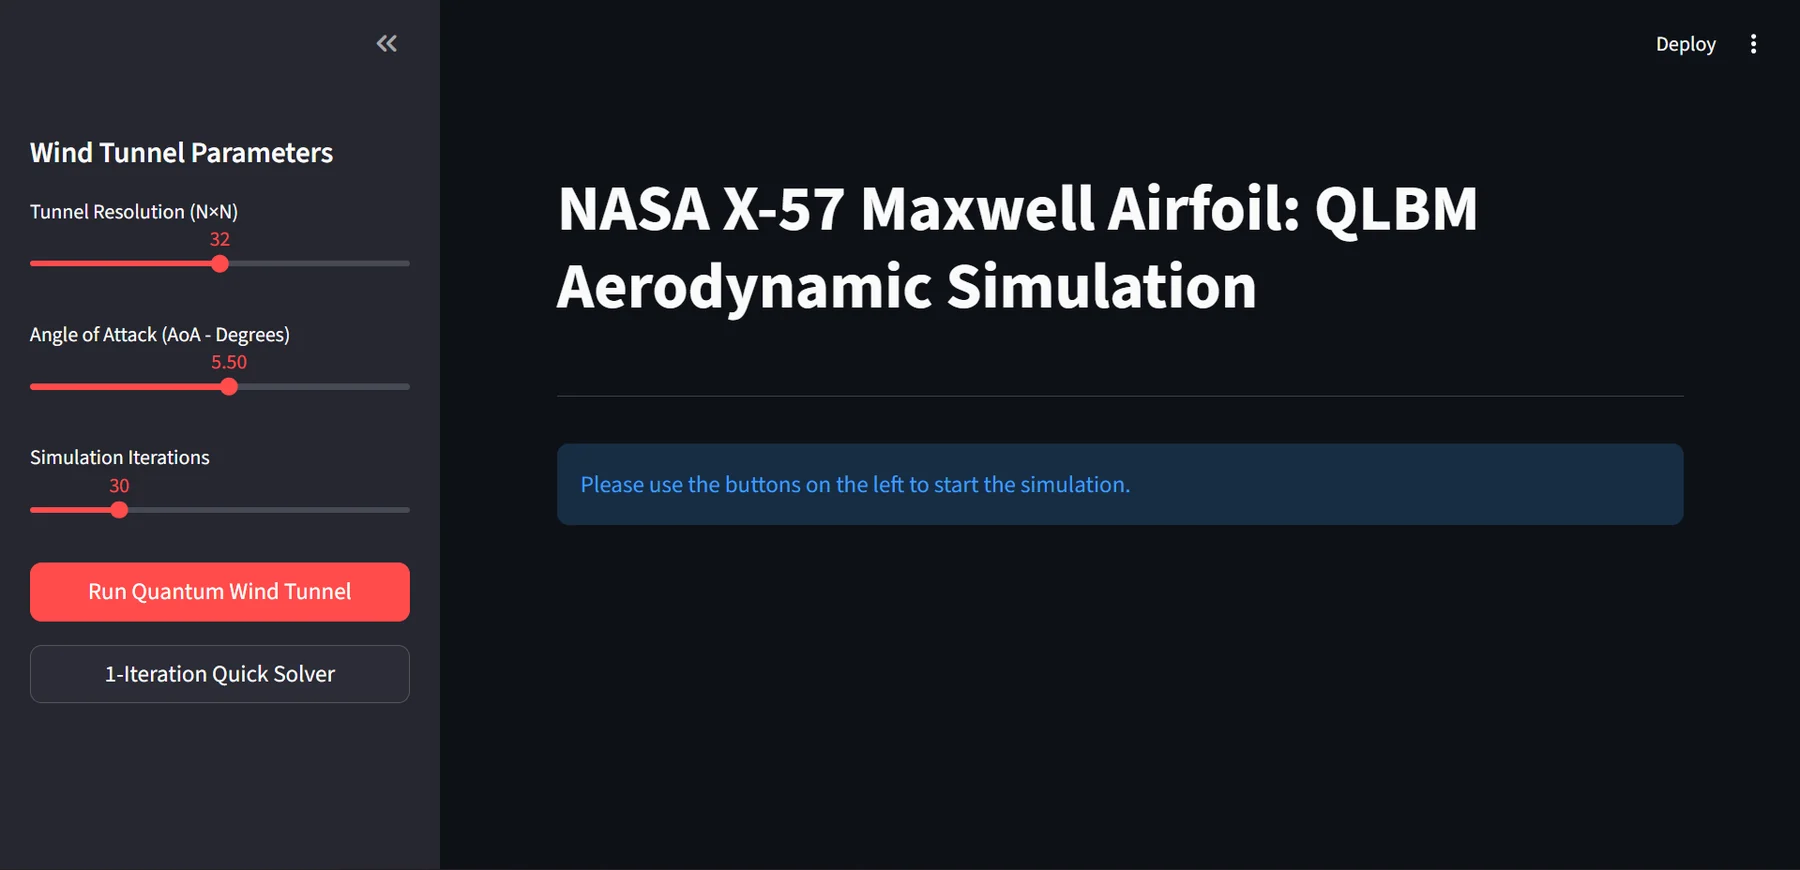 Deploy
Wind Tunnel Parameters
Tunnel Resolution (N×N)
32
Angle of Attack (AoA - Degrees)
5.50
Simulation Iterations
30
Run Quantum Wind Tunnel
1-Iteration Quick Solver
NASA X-57 Maxwell Airfoil: QLBM
Aerodynamic Simulation
Please use the buttons on the left to start the simulation.